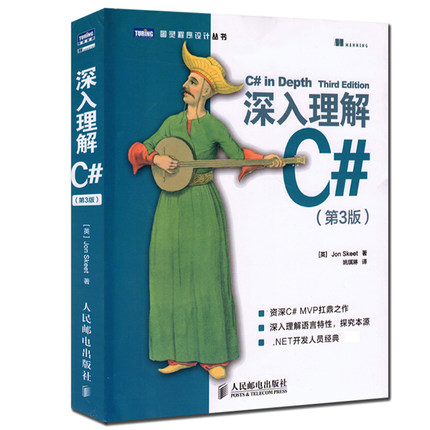 TURING
图灵程序设计丛书
MANNING
C# in Depth Third Edition
深入理解
C#
（第3版）
[英] Jon Skeet 著
姚琪琳 译
■ 资深C# MVP扛鼎之作
■ 深入理解语言特性，探究本源
■ .NET开发人员经典
人民邮电出版社
POSTS & TELECOM PRESS
TURING
深入理解
C#
（第3版）
[英] Jon Skeet 著
人民邮电出版社